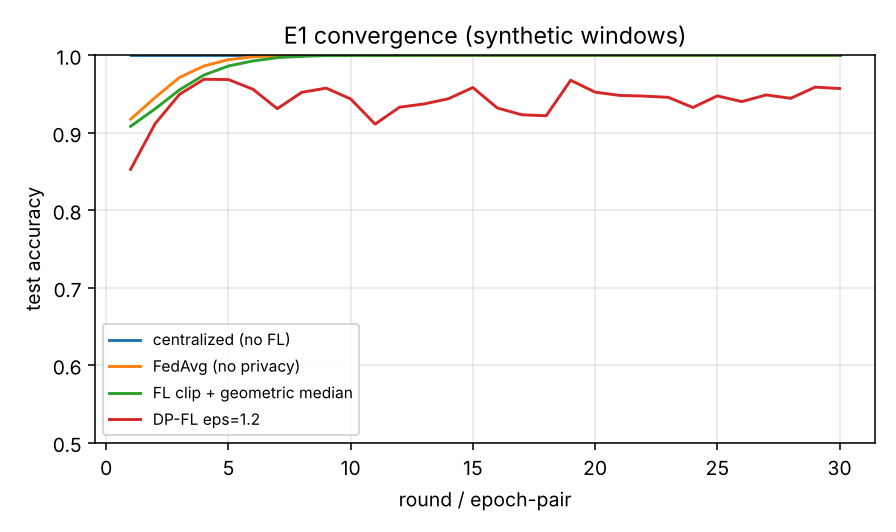 E1 convergence (synthetic windows)
1.0
0.9
0.8
0.7
0.6
0.5
test accuracy
centralized (no FL)
FedAvg (no privacy)
FL clip + geometric median
DP-FL eps=1.2
0 5 10 15 20 25 30
round / epoch-pair